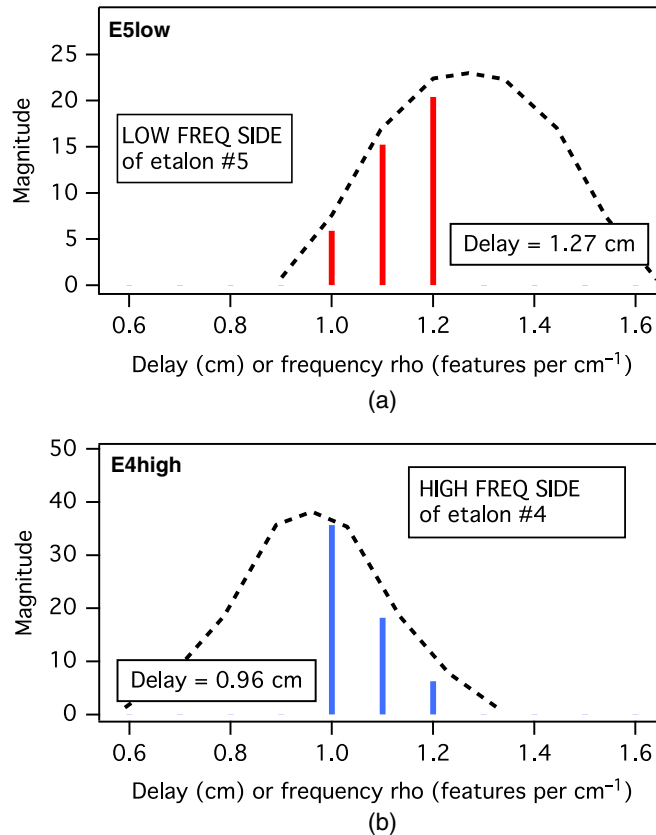 E5low
25
20
15
10
5
0
Magnitude
LOW FREQ SIDE
of etalon #5
Delay = 1.27 cm
0.6 0.8 1.0 1.2 1.4 1.6
Delay (cm) or frequency rho (features per cm⁻¹)
(a)
E4high
50
40
30
20
10
0
Magnitude
HIGH FREQ SIDE
of etalon #4
Delay = 0.96 cm
0.6 0.8 1.0 1.2 1.4 1.6
Delay (cm) or frequency rho (features per cm⁻¹)
(b)